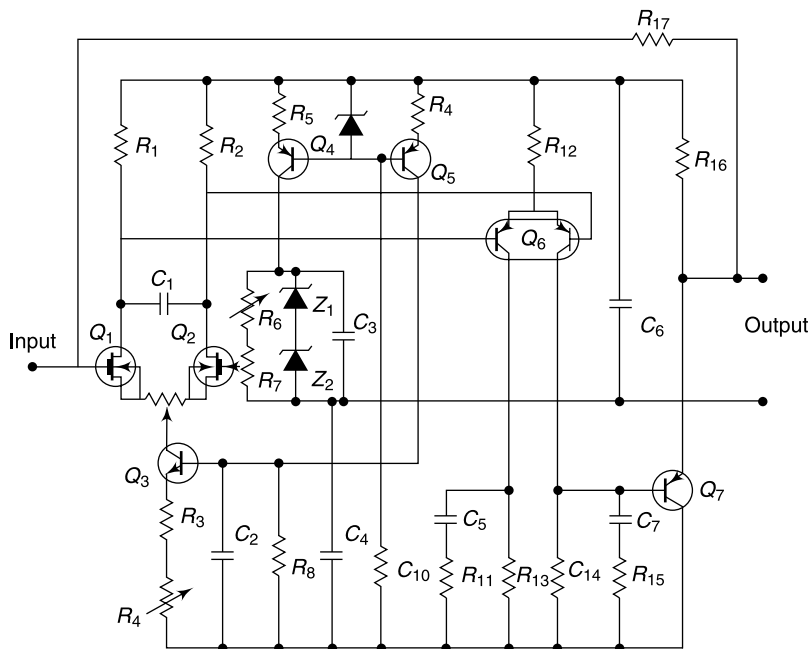 R17
R5
R4
R1
R2
Q4
Q5
R12
R16
Q6
C1
Q1
Q2
R6
Z1
C3
C6
Input
Output
R7
Z2
Q3
Q7
R3
C2
C4
C5
C7
R4
R8
C10
R11
R13
C14
R15